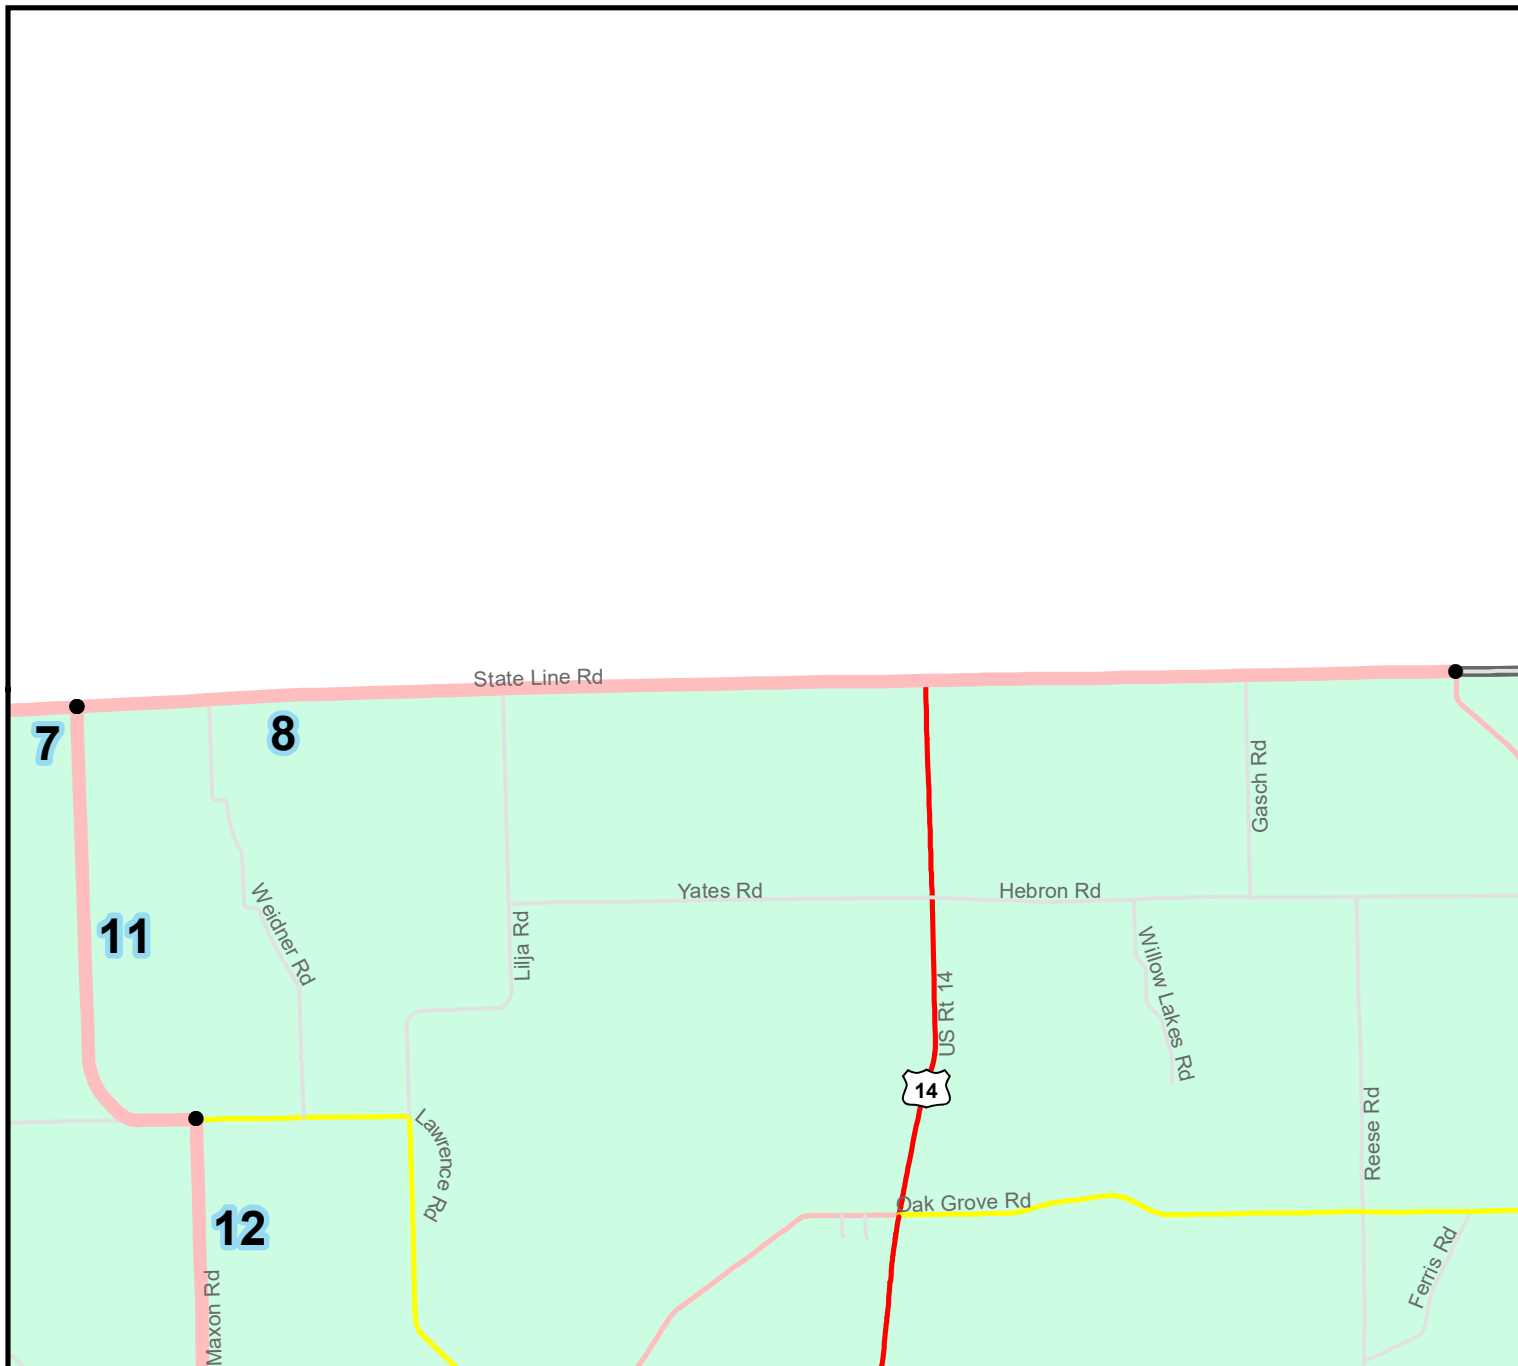 State Line Rd
7
8
Gasch Rd
Weidner Rd
Yates Rd
Hebron Rd
11
Lilja Rd
Willow Lakes Rd
US Rt 14
14
Reese Rd
Lawrence Rd
Oak Grove Rd
12
Ferris Rd
Maxon Rd